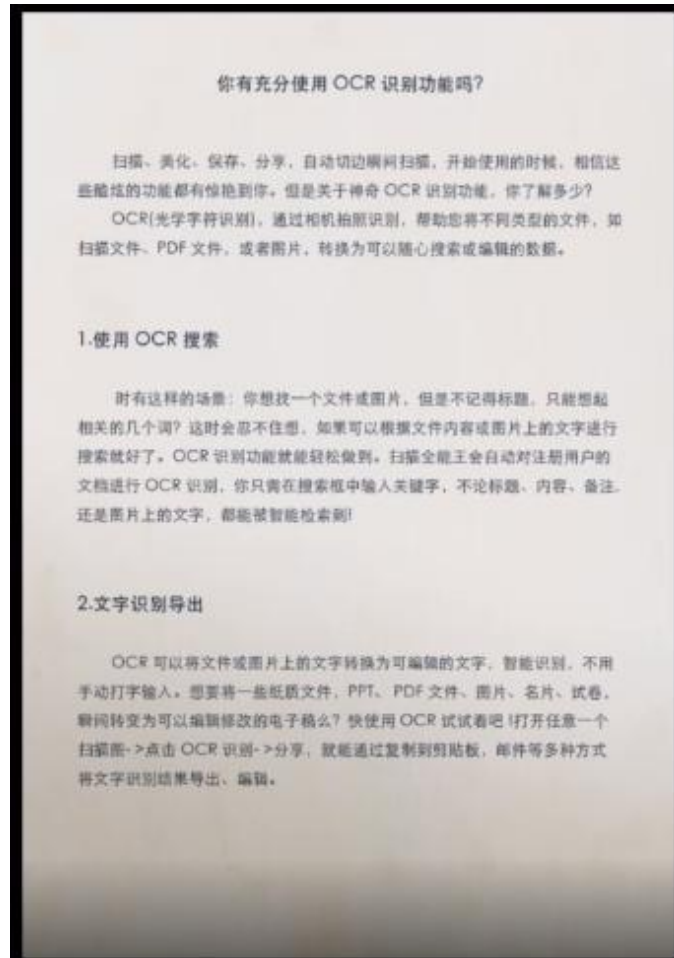 你有充分使用 OCR 识别功能吗?
扫描、美化、保存、分享，自动切边瞬间扫描，开始使用的时候，相信这
些酷炫的功能都有惊艳到你。但是关于神奇 OCR 识别功能，你了解多少?
OCR(光学字符识别)，通过相机拍照识别，帮助您将不同类型的文件，如
扫描文件、PDF 文件，或者图片，转换为可以随心搜索或编辑的数据。
1.使用 OCR 搜索
时有这样的场景：你想找一个文件或图片，但是不记得标题，只能想起
相关的几个词？这时会忍不住想，如果可以根据文件内容或图片上的文字进行
搜索就好了。OCR 识别功能就能轻松做到。扫描全能王会自动对注册用户的
文档进行 OCR 识别，你只需在搜索框中输入关键字，不论标题、内容、备注，
还是图片上的文字，都能被智能检索到!
2.文字识别导出
OCR 可以将文件或图片上的文字转换为可编辑的文字，智能识别，不用
手动打字输入。想要将一些纸质文件，PPT、 PDF 文件、图片、名片、试卷，
瞬间转变为可以编辑修改的电子稿么？快使用 OCR 试试看吧 !打开任意一个
扫描图->点击 OCR 识别->分享，就能通过复制到剪贴板，邮件等多种方式
将文字识别结果导出、编辑。